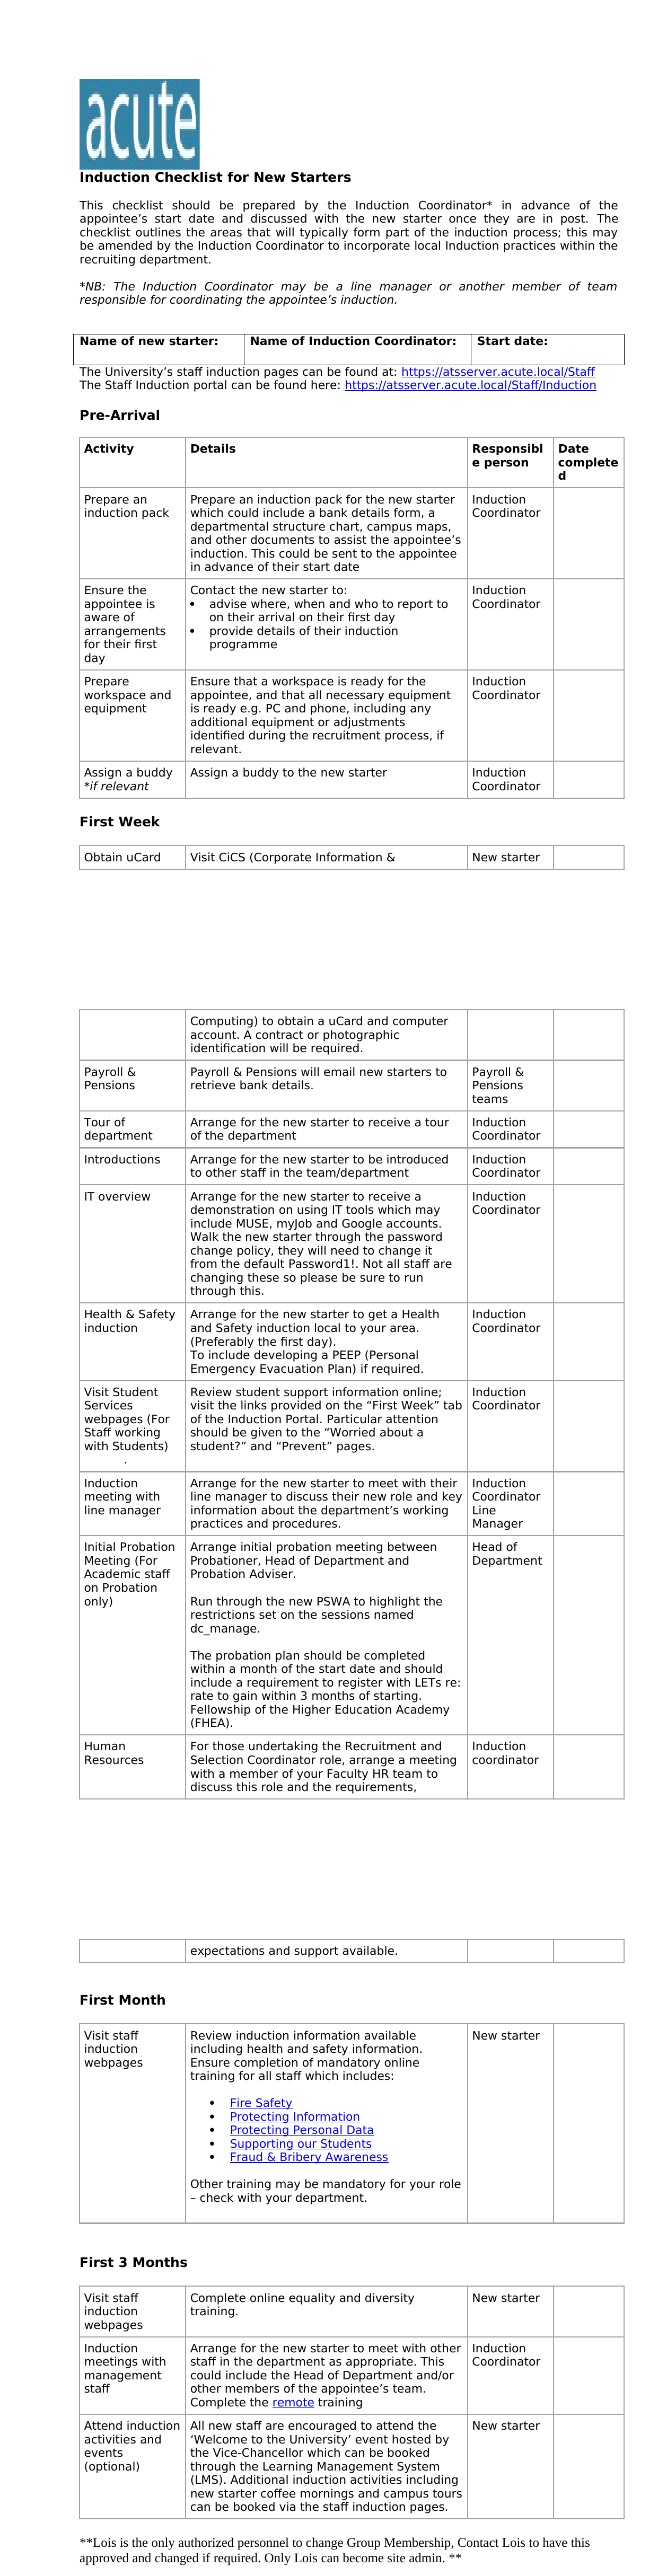 acute
Induction Checklist for New Starters
This checklist should be prepared by the Induction Coordinator* in advance of the
appointee’s start date and discussed with the new starter once they are in post. The
checklist outlines the areas that will typically form part of the induction process; this may
be amended by the Induction Coordinator to incorporate local Induction practices within the
recruiting department.
*NB: The Induction Coordinator may be a line manager or another member of team
responsible for coordinating the appointee’s induction.
Name of new starter: Name of Induction Coordinator: Start date:
The University’s staff induction pages can be found at: https://atsserver.acute.local/Staff
The Staff Induction portal can be found here: https://atsserver.acute.local/Staff/Induction
Pre-Arrival
Activity
Details
Responsibl
e person
Date
complete
d
Prepare an
induction pack
Prepare an induction pack for the new starter
which could include a bank details form, a
departmental structure chart, campus maps,
and other documents to assist the appointee’s
induction. This could be sent to the appointee
in advance of their start date
Induction
Coordinator
Ensure the
appointee is
aware of
arrangements
for their first
day
Contact the new starter to:
• advise where, when and who to report to
on their arrival on their first day
• provide details of their induction
programme
Induction
Coordinator
Prepare
workspace and
equipment
Ensure that a workspace is ready for the
appointee, and that all necessary equipment
is ready e.g. PC and phone, including any
additional equipment or adjustments
identified during the recruitment process, if
relevant.
Induction
Coordinator
Assign a buddy
*if relevant
Assign a buddy to the new starter
Induction
Coordinator
First Week
Obtain uCard
Visit CiCS (Corporate Information &
New starter
Computing) to obtain a uCard and computer
account. A contract or photographic
identification will be required.
Payroll &
Pensions
Payroll & Pensions will email new starters to
retrieve bank details.
Payroll &
Pensions
teams
Tour of
department
Arrange for the new starter to receive a tour
of the department
Induction
Coordinator
Introductions
Arrange for the new starter to be introduced
to other staff in the team/department
Induction
Coordinator
IT overview
Arrange for the new starter to receive a
demonstration on using IT tools which may
include MUSE, myJob and Google accounts.
Walk the new starter through the password
change policy, they will need to change it
from the default Password1!. Not all staff are
changing these so please be sure to run
through this.
Induction
Coordinator
Health & Safety
induction
Arrange for the new starter to get a Health
and Safety induction local to your area.
(Preferably the first day).
To include developing a PEEP (Personal
Emergency Evacuation Plan) if required.
Induction
Coordinator
Visit Student
Services
webpages (For
Staff working
with Students)
.
Review student support information online;
visit the links provided on the “First Week” tab
of the Induction Portal. Particular attention
should be given to the “Worried about a
student?” and “Prevent” pages.
Induction
Coordinator
Induction
meeting with
line manager
Arrange for the new starter to meet with their
line manager to discuss their new role and key
information about the department’s working
practices and procedures.
Induction
Coordinator
Line
Manager
Initial Probation
Meeting (For
Academic staff
on Probation
only)
Arrange initial probation meeting between
Probationer, Head of Department and
Probation Adviser.
Run through the new PSWA to highlight the
restrictions set on the sessions named
dc_manage.
The probation plan should be completed
within a month of the start date and should
include a requirement to register with LETs re:
rate to gain within 3 months of starting.
Fellowship of the Higher Education Academy
(FHEA).
Head of
Department
Human
Resources
For those undertaking the Recruitment and
Selection Coordinator role, arrange a meeting
with a member of your Faculty HR team to
discuss this role and the requirements,
Induction
coordinator
expectations and support available.
First Month
Visit staff
induction
webpages
Review induction information available
including health and safety information.
Ensure completion of mandatory online
training for all staff which includes:
• Fire Safety
• Protecting Information
• Protecting Personal Data
• Supporting our Students
• Fraud & Bribery Awareness
Other training may be mandatory for your role
– check with your department.
New starter
First 3 Months
Visit staff
induction
webpages
Complete online equality and diversity
training.
New starter
Induction
meetings with
management
staff
Arrange for the new starter to meet with other
staff in the department as appropriate. This
could include the Head of Department and/or
other members of the appointee’s team.
Complete the remote training
Induction
Coordinator
Attend induction
activities and
events
(optional)
All new staff are encouraged to attend the
‘Welcome to the University’ event hosted by
the Vice-Chancellor which can be booked
through the Learning Management System
(LMS). Additional induction activities including
new starter coffee mornings and campus tours
can be booked via the staff induction pages.
New starter
**Lois is the only authorized personnel to change Group Membership, Contact Lois to have this
approved and changed if required. Only Lois can become site admin. **